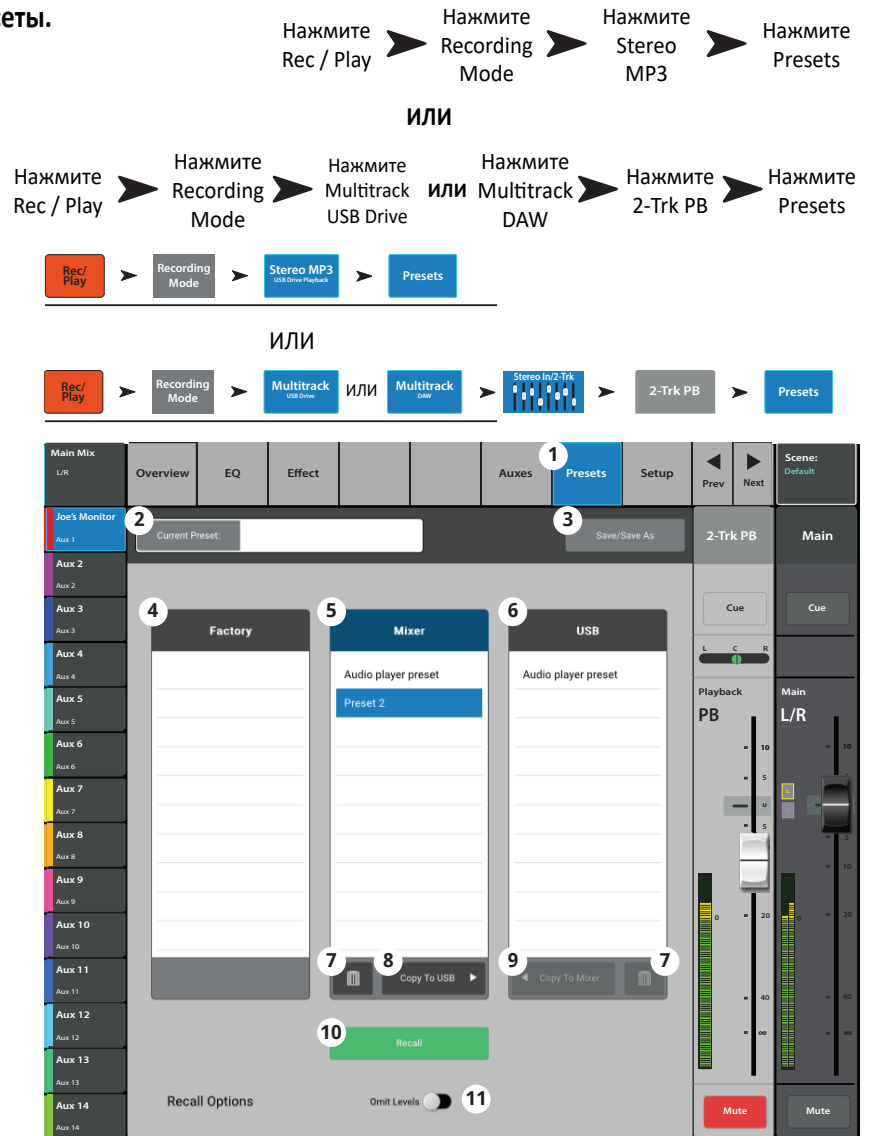 сеты.
Нажмите Rec / Play
Нажмите Recording Mode
Нажмите Stereo MP3
Нажмите Presets
ИЛИ
Нажмите Rec / Play
Нажмите Recording Mode
Нажмите Multitrack USB Drive
ИЛИ
Нажмите Multitrack DAW
Нажмите 2-Trk PB
Нажмите Presets
Rec/ Play
Recording Mode
Stereo MP3
USB Drive Playback
Presets
ИЛИ
Rec/ Play
Recording Mode
Multitrack
USB Drive
ИЛИ
Multitrack
DAW
Stereo In/2-Trk
2-Trk PB
Presets
Main Mix
L/R
Overview
EQ
Effect
Auxes
1
Presets
Setup
Prev
Next
Scene:
Default
Joe's Monitor
Aux 1
2
Current Preset:
3
Save/Save As
2-Trk PB
Main
Aux 2
Aux 2
Aux 3
Aux 3
Aux 4
Aux 4
Aux 5
Aux 5
Aux 6
Aux 6
Aux 7
Aux 7
Aux 8
Aux 8
Aux 9
Aux 9
Aux 10
Aux 10
Aux 11
Aux 11
Aux 12
Aux 12
Aux 13
Aux 13
Aux 14
Aux 14
4
Factory
5
Mixer
Audio player preset
Preset 2
6
USB
Audio player preset
7
8
Copy To USB
9
Copy To Mixer
7
10
Recall
Recall Options
Omit Levels
11
Cue
L C R
Playback
PB
10
5
u
5
0
20
40
∞
Mute
Cue
Main
L/R
10
L
5
10
0
20
40
∞
Mute